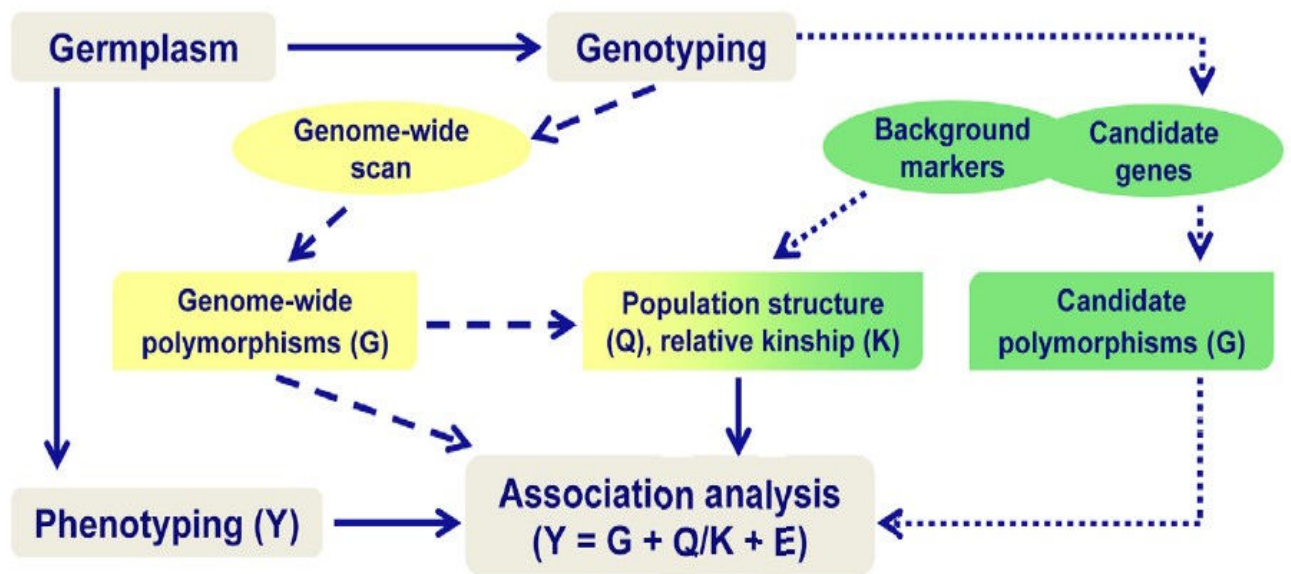 Germplasm
Genotyping
Genome-wide
scan
Background
markers
Candidate
genes
Genome-wide
polymorphisms (G)
Population structure
(Q), relative kinship (K)
Candidate
polymorphisms (G)
Phenotyping (Y)
Association analysis
(Y = G + Q/K + E)